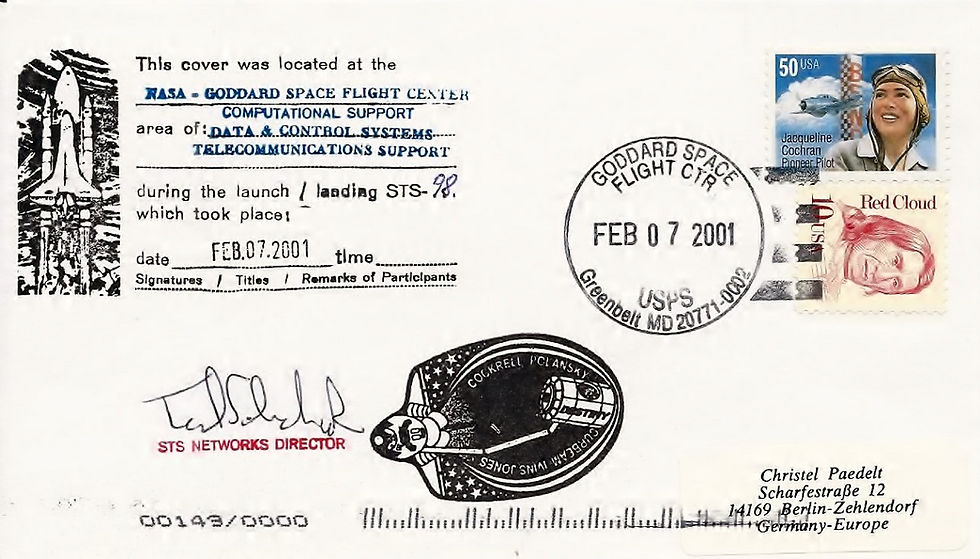 This cover was located at the
NASA - GODDARD SPACE FLIGHT CENTER
COMPUTATIONAL SUPPORT
area of: DATA & CONTROL SYSTEMS
TELECOMMUNICATIONS SUPPORT
during the launch / landing STS-98.
which took place:
date FEB.07.2001 time
Signatures / Titles / Remarks of Participants
50 USA
Jacqueline
Cochran
Pioneer Pilot
GODDARD SPACE
FLIGHT CTR
FEB 07 2001
USPS
Greenbelt MD 20771-0002
Red Cloud
10 USA
STS NETWORKS DIRECTOR
COCKRELL POLANSKY
DESTINY
CURBEAM IVINS JONES
00143/0000
Christel Paedelt
Scharfestraße 12
14169 Berlin-Zehlendorf
Germany-Europe